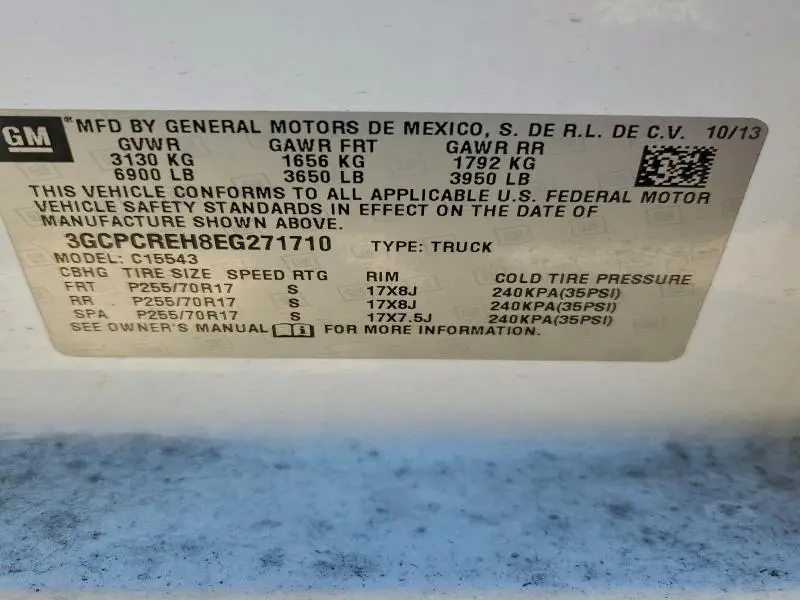 GM
MFD BY GENERAL MOTORS DE MEXICO, S. DE R.L. DE C.V. 10/13
GVWR GAWR FRT GAWR RR
3130 KG 1656 KG 1792 KG
6900 LB 3650 LB 3950 LB
THIS VEHICLE CONFORMS TO ALL APPLICABLE U.S. FEDERAL MOTOR
VEHICLE SAFETY STANDARDS IN EFFECT ON THE DATE OF
MANUFACTURE SHOWN ABOVE.
3GCPCREH8EG271710 TYPE: TRUCK
MODEL: C15543
CBHG TIRE SIZE SPEED RTG RIM COLD TIRE PRESSURE
FRT P255/70R17 S 17X8J 240KPA(35PSI)
RR P255/70R17 S 17X8J 240KPA(35PSI)
SPA P255/70R17 S 17X7.5J 240KPA(35PSI)
SEE OWNER'S MANUAL FOR MORE INFORMATION.